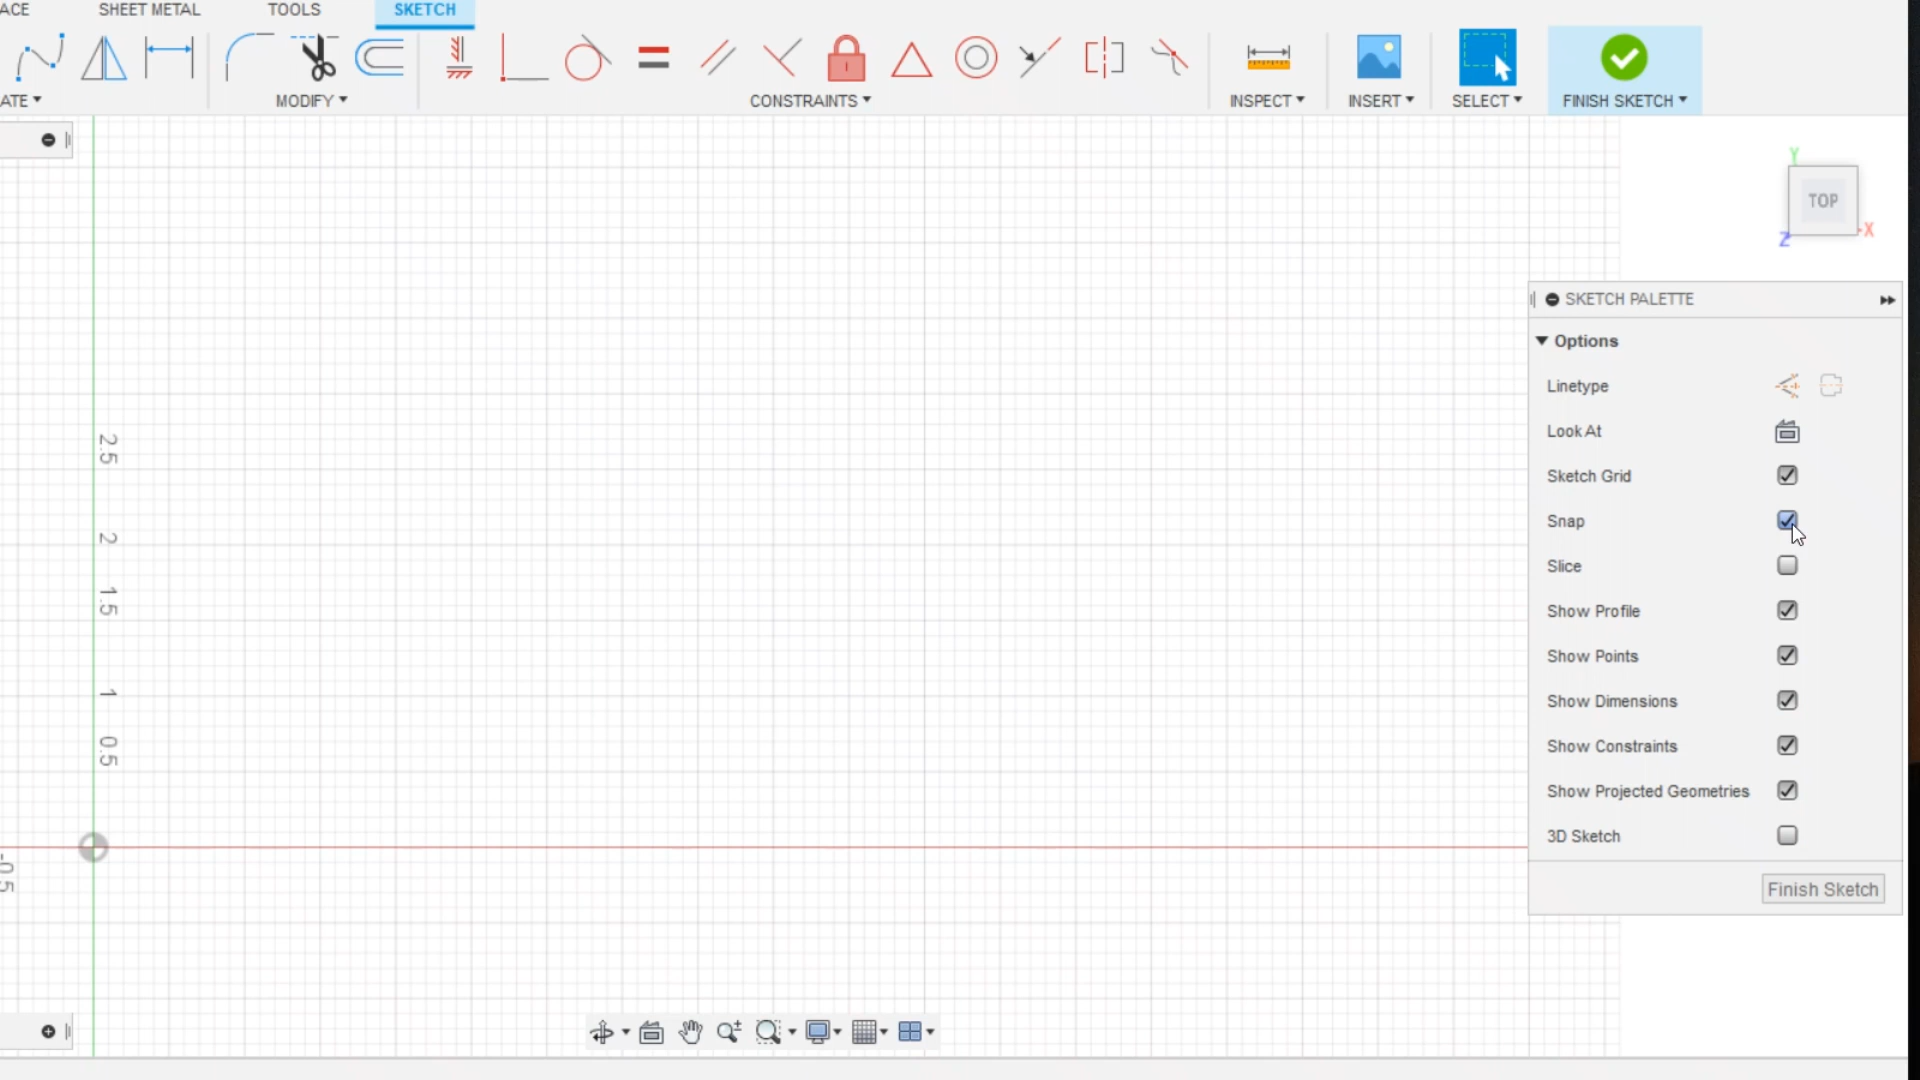 ACE SHEET METAL TOOLS SKETCH
ATE MODIFY CONSTRAINTS INSPECT INSERT SELECT FINISH SKETCH
Y
TOP
Z
X
SKETCH PALETTE
Options
Linetype
Look At
Sketch Grid
Snap
Slice
Show Profile
Show Points
Show Dimensions
Show Constraints
Show Projected Geometries
3D Sketch
Finish Sketch
2.5
2
1.5
1
0.5
-0.5